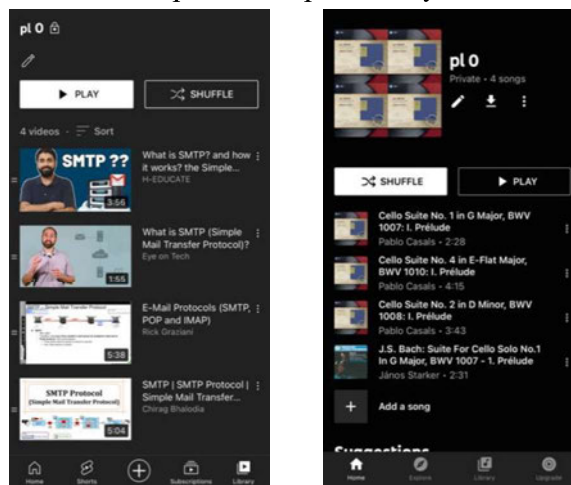 pl 0
PLAY
SHUFFLE
4 videos · Sort
SMTP ??
3:56
What is SMTP? and how
it works? the Simple...
H-EDUCATE
1:55
What is SMTP (Simple
Mail Transfer Protocol)?
Eye on Tech
5:38
E-Mail Protocols (SMTP,
POP and IMAP)
Rick Graziani
SMTP Protocol
(Simple Mail Transfer Protocol)
5:04
SMTP | SMTP Protocol |
Simple Mail Transfer...
Chirag Bhalodia
Home
Shorts
Subscriptions
Library
pl 0
Private • 4 songs
SHUFFLE
PLAY
Cello Suite No. 1 in G Major, BWV
1007: I. Prélude
Pablo Casals • 2:28
Cello Suite No. 4 in E-Flat Major,
BWV 1010: I. Prélude
Pablo Casals • 4:15
Cello Suite No. 2 in D Minor, BWV
1008: I. Prélude
Pablo Casals • 3:43
J.S. Bach: Suite For Cello Solo No.1
In G Major, BWV 1007 - 1. Prélude
János Starker • 2:31
Add a song
Suggestions
Home
Explore
Library
Upgrade